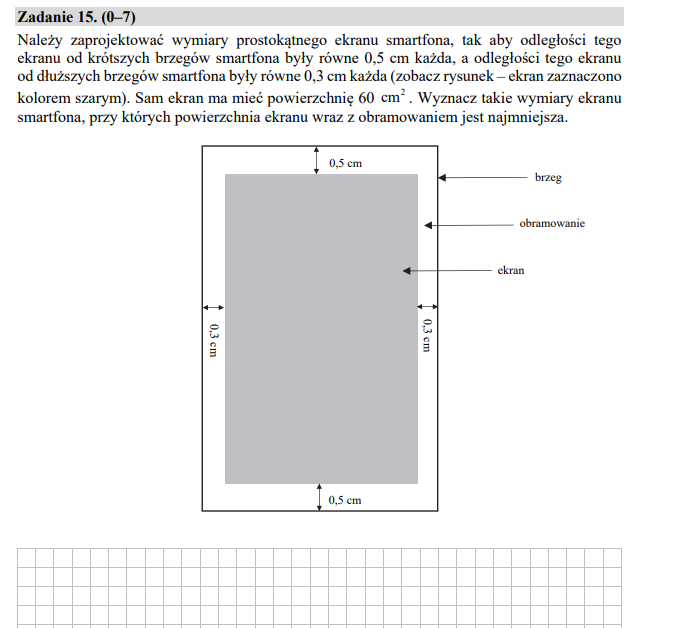 Zadanie 15. (0–7)
Należy zaprojektować wymiary prostokątnego ekranu smartfona, tak aby odległości tego
ekranu od krótszych brzegów smartfona były równe 0,5 cm każda, a odległości tego ekranu
od dłuższych brzegów smartfona były równe 0,3 cm każda (zobacz rysunek – ekran zaznaczono
kolorem szarym). Sam ekran ma mieć powierzchnię 60 cm². Wyznacz takie wymiary ekranu
smartfona, przy których powierzchnia ekranu wraz z obramowaniem jest najmniejsza.
0,5 cm
brzeg
obramowanie
ekran
0,3 cm
0,3 cm
0,5 cm